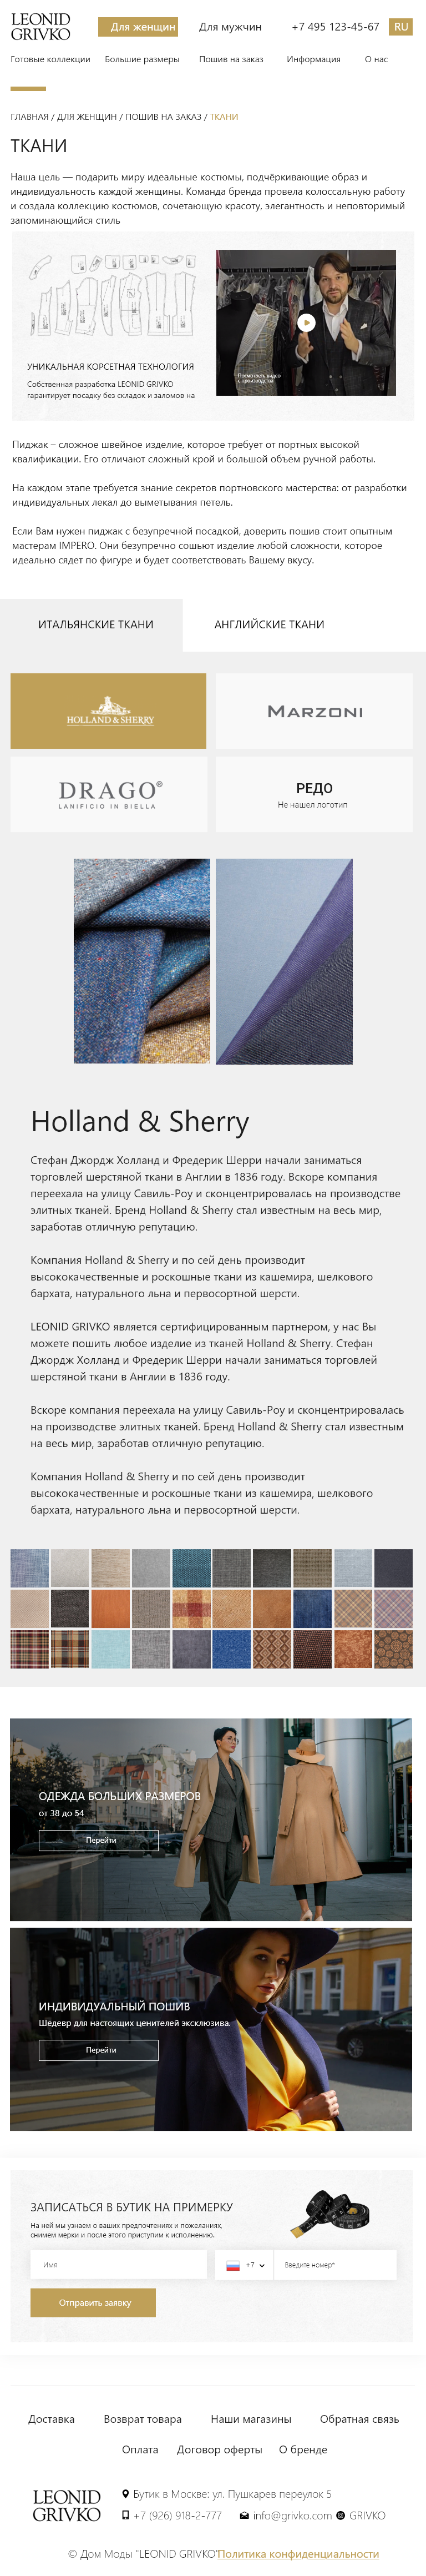 LEONID
GRIVKO
Для женщин
Для мужчин
+7 495 123-45-67
RU
Готовые коллекции
Большие размеры
Пошив на заказ
Информация
О нас
ГЛАВНАЯ / ДЛЯ ЖЕНЩИН / ПОШИВ НА ЗАКАЗ / ТКАНИ
ТКАНИ
Наша цель — подарить миру идеальные костюмы, подчёркивающие образ и
индивидуальность каждой женщины. Команда бренда провела колоссальную работу
и создала коллекцию костюмов, сочетающую красоту, элегантность и неповторимый
запоминающийся стиль
УНИКАЛЬНАЯ КОРСЕТНАЯ ТЕХНОЛОГИЯ
Собственная разработка LEONID GRIVKO
гарантирует посадку без складок и заломов на
Посмотреть видео
с производства
Пиджак – сложное швейное изделие, которое требует от портных высокой
квалификации. Его отличают сложный крой и большой объем ручной работы.
На каждом этапе требуется знание секретов портновского мастерства: от разработки
индивидуальных лекал до выметывания петель.
Если Вам нужен пиджак с безупречной посадкой, доверить пошив стоит опытным
мастерам IMPERO. Они безупречно сошьют изделие любой сложности, которое
идеально сядет по фигуре и будет соответствовать Вашему вкусу.
ИТАЛЬЯНСКИЕ ТКАНИ
АНГЛИЙСКИЕ ТКАНИ
HOLLAND & SHERRY
MARZONI
DRAGO®
LANIFICIO IN BIELLA
РЕДО
Не нашел логотип
Holland & Sherry
Стефан Джордж Холланд и Фредерик Шерри начали заниматься
торговлей шерстяной ткани в Англии в 1836 году. Вскоре компания
переехала на улицу Савиль-Роу и сконцентрировалась на производстве
элитных тканей. Бренд Holland & Sherry стал известным на весь мир,
заработав отличную репутацию.
Компания Holland & Sherry и по сей день производит
высококачественные и роскошные ткани из кашемира, шелкового
бархата, натурального льна и первосортной шерсти.
LEONID GRIVKO является сертифицированным партнером, у нас Вы
можете пошить любое изделие из тканей Holland & Sherry. Стефан
Джордж Холланд и Фредерик Шерри начали заниматься торговлей
шерстяной ткани в Англии в 1836 году.
Вскоре компания переехала на улицу Савиль-Роу и сконцентрировалась
на производстве элитных тканей. Бренд Holland & Sherry стал известным
на весь мир, заработав отличную репутацию.
Компания Holland & Sherry и по сей день производит
высококачественные и роскошные ткани из кашемира, шелкового
бархата, натурального льна и первосортной шерсти.
ОДЕЖДА БОЛЬШИХ РАЗМЕРОВ
от 38 до 54
Перейти
ИНДИВИДУАЛЬНЫЙ ПОШИВ
Шедевр для настоящих ценителей эксклюзива.
Перейти
ЗАПИСАТЬСЯ В БУТИК НА ПРИМЕРКУ
На ней мы узнаем о ваших предпочтениях и пожеланиях,
снимем мерки и после этого приступим к исполнению.
Имя
+7
Введите номер*
Отправить заявку
Доставка
Возврат товара
Наши магазины
Обратная связь
Оплата
Договор оферты
О бренде
LEONID
GRIVKO
Бутик в Москве: ул. Пушкарев переулок 5
+7 (926) 918-2-777
info@grivko.com
GRIVKO
© Дом Моды "LEONID GRIVKO"
Политика конфиденциальности